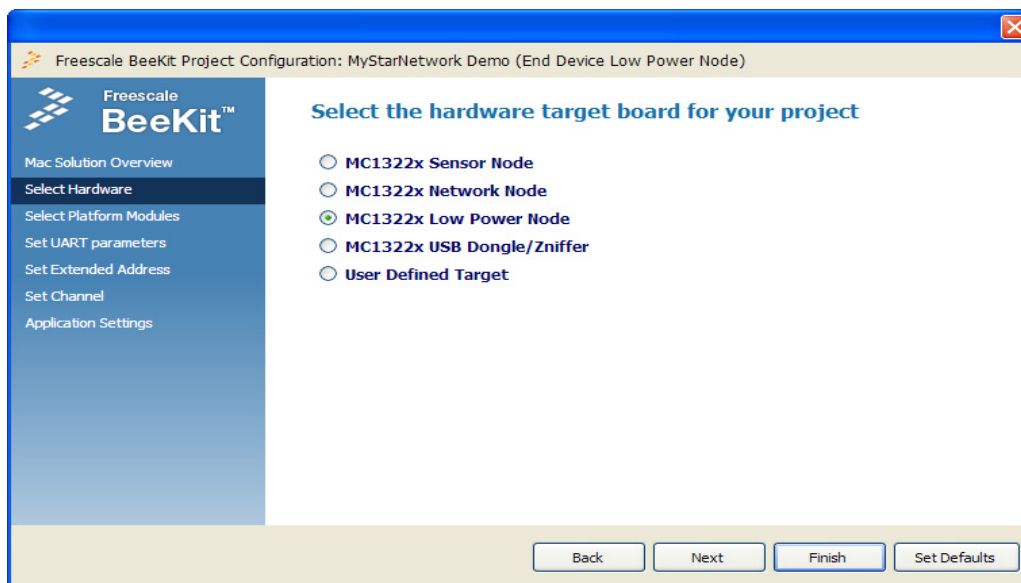 Freescale BeeKit Project Configuration: MyStarNetwork Demo (End Device Low Power Node)
Freescale
BeeKit™
Mac Solution Overview
Select Hardware
Select Platform Modules
Set UART parameters
Set Extended Address
Set Channel
Application Settings
Select the hardware target board for your project
MC1322x Sensor Node
MC1322x Network Node
MC1322x Low Power Node
MC1322x USB Dongle/Zniffer
User Defined Target
Back Next Finish Set Defaults